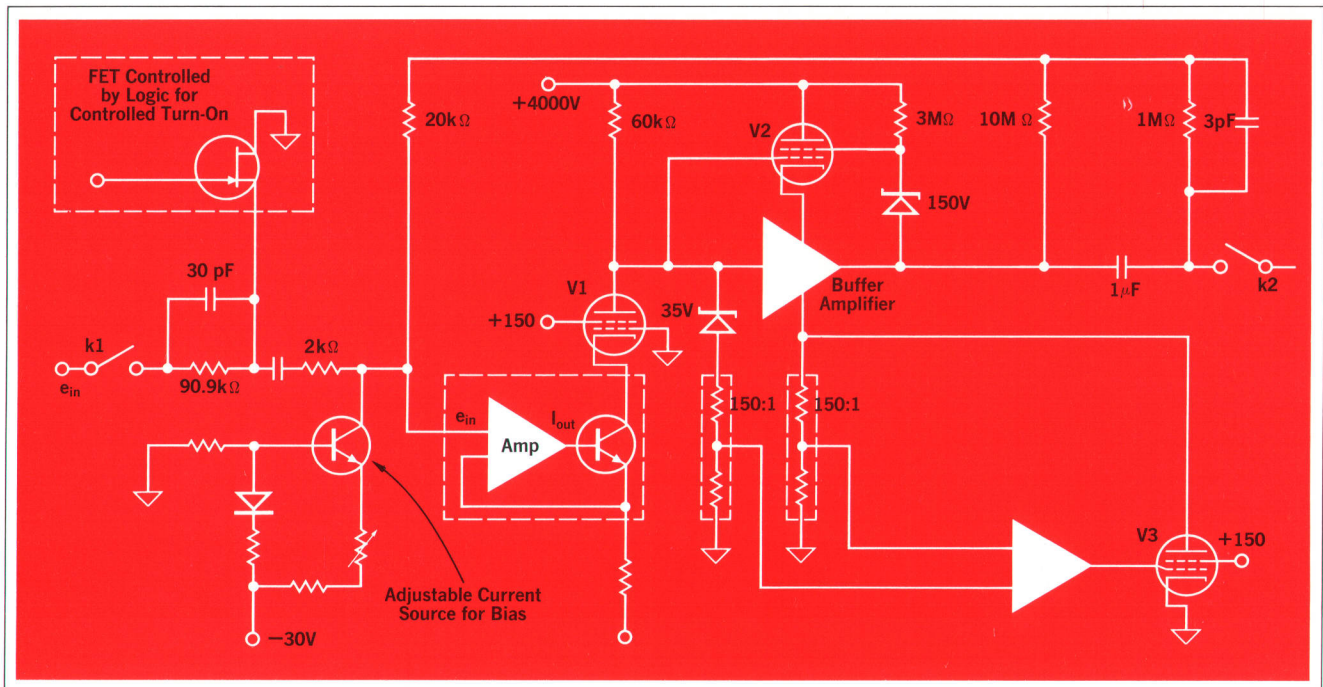 FET Controlled
by Logic for
Controlled Turn-On
+4000V
20kΩ
60kΩ
V2
3MΩ
10M Ω
1MΩ
3pF
150V
30 pF
V1
+150
35V
Buffer
Amplifier
1μF
k2
k1
e_in
90.9kΩ
2kΩ
150:1
150:1
e_in
I_out
Amp
V3
+150
Adjustable Current
Source for Bias
−30V